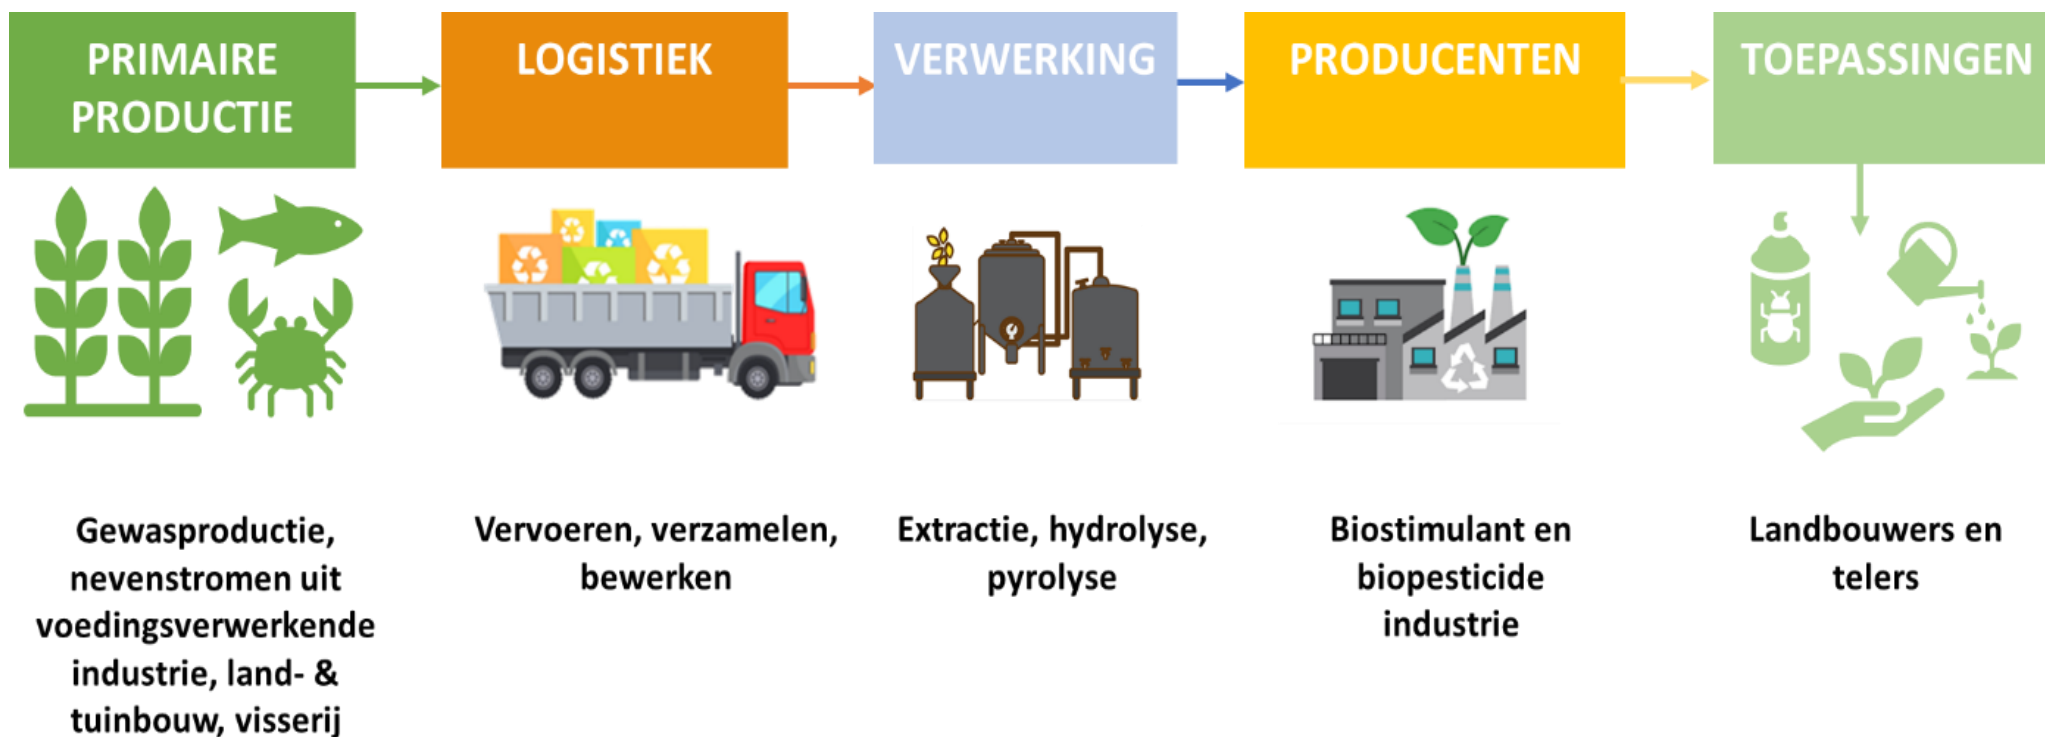 PRIMAIRE
PRODUCTIE
LOGISTIEK
VERWERKING
PRODUCENTEN
TOEPASSINGEN
Gewasproductie,
nevenstromen uit
voedingsverwerkende
industrie, land- &
tuinbouw, visserij
Vervoeren, verzamelen,
bewerken
Extractie, hydrolyse,
pyrolyse
Biostimulant en
biopesticide
industrie
Landbouwers en
telers